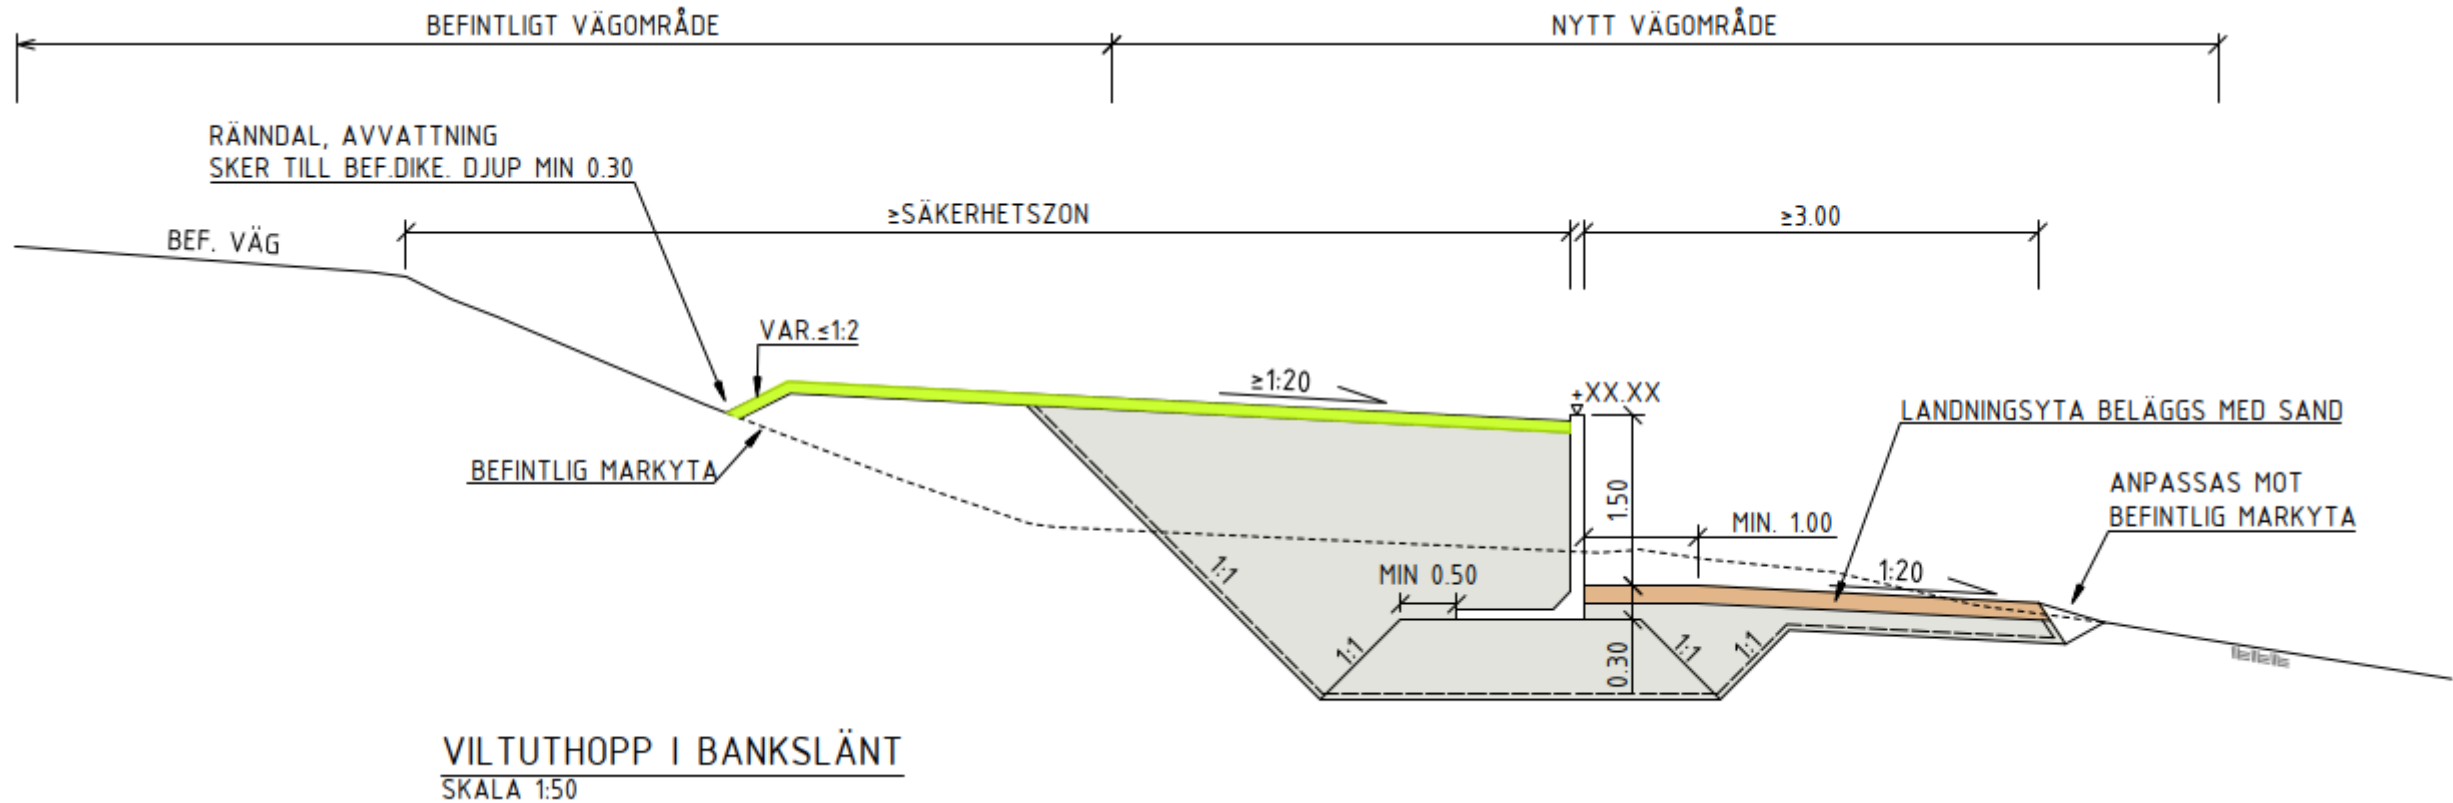 BEFINTLIGT VÄGOMRÅDE
NYTT VÄGOMRÅDE
RÄNNDAL, AVVATTNING
SKER TILL BEF.DIKE. DJUP MIN 0.30
≥SÄKERHETSZON
≥3.00
BEF. VÄG
VAR.≤1:2
≥1:20
+XX.XX
LANDNINGSYTA BELÄGGS MED SAND
BEFINTLIG MARKYTA
1.50
ANPASSAS MOT
BEFINTLIG MARKYTA
MIN. 1.00
1:1
MIN 0.50
1:20
1:1
0.30
1:1
1:1
VILTUTHOPP I BANKSLÄNT
SKALA 1:50